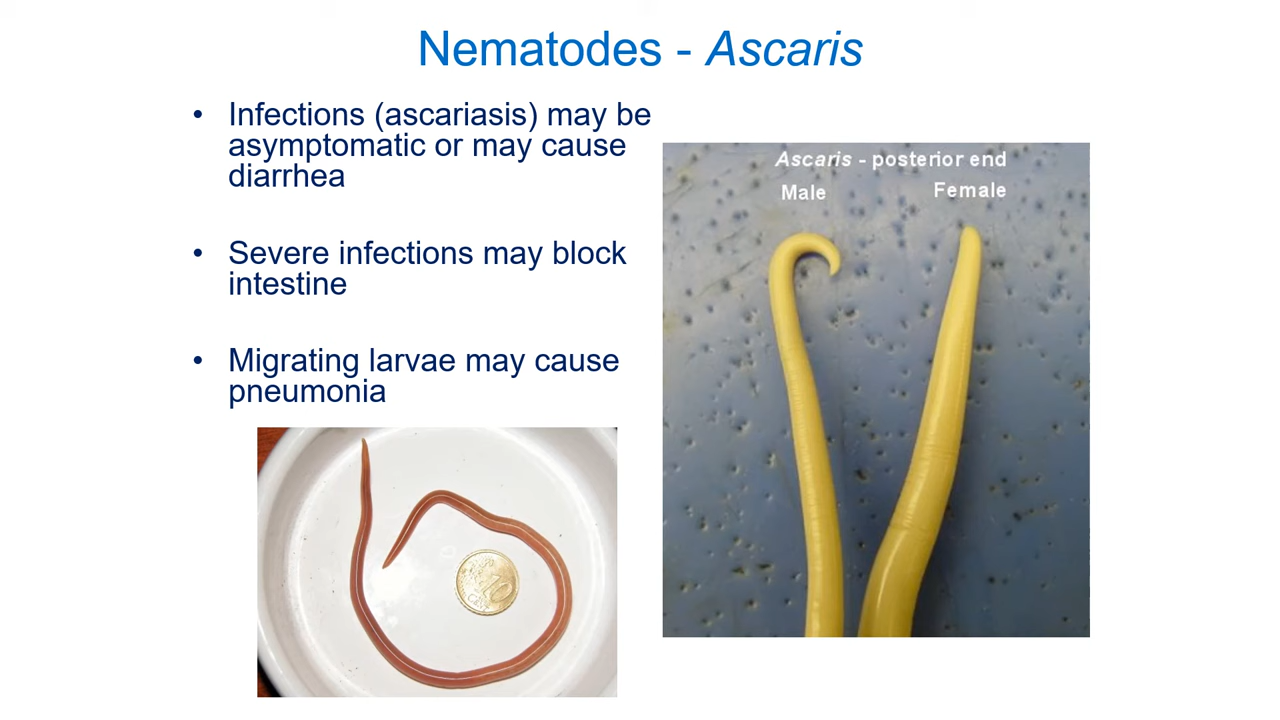 Nematodes - Ascaris
• Infections (ascariasis) may be
asymptomatic or may cause
diarrhea
• Severe infections may block
intestine
• Migrating larvae may cause
pneumonia
Ascaris - posterior end
Male Female
10